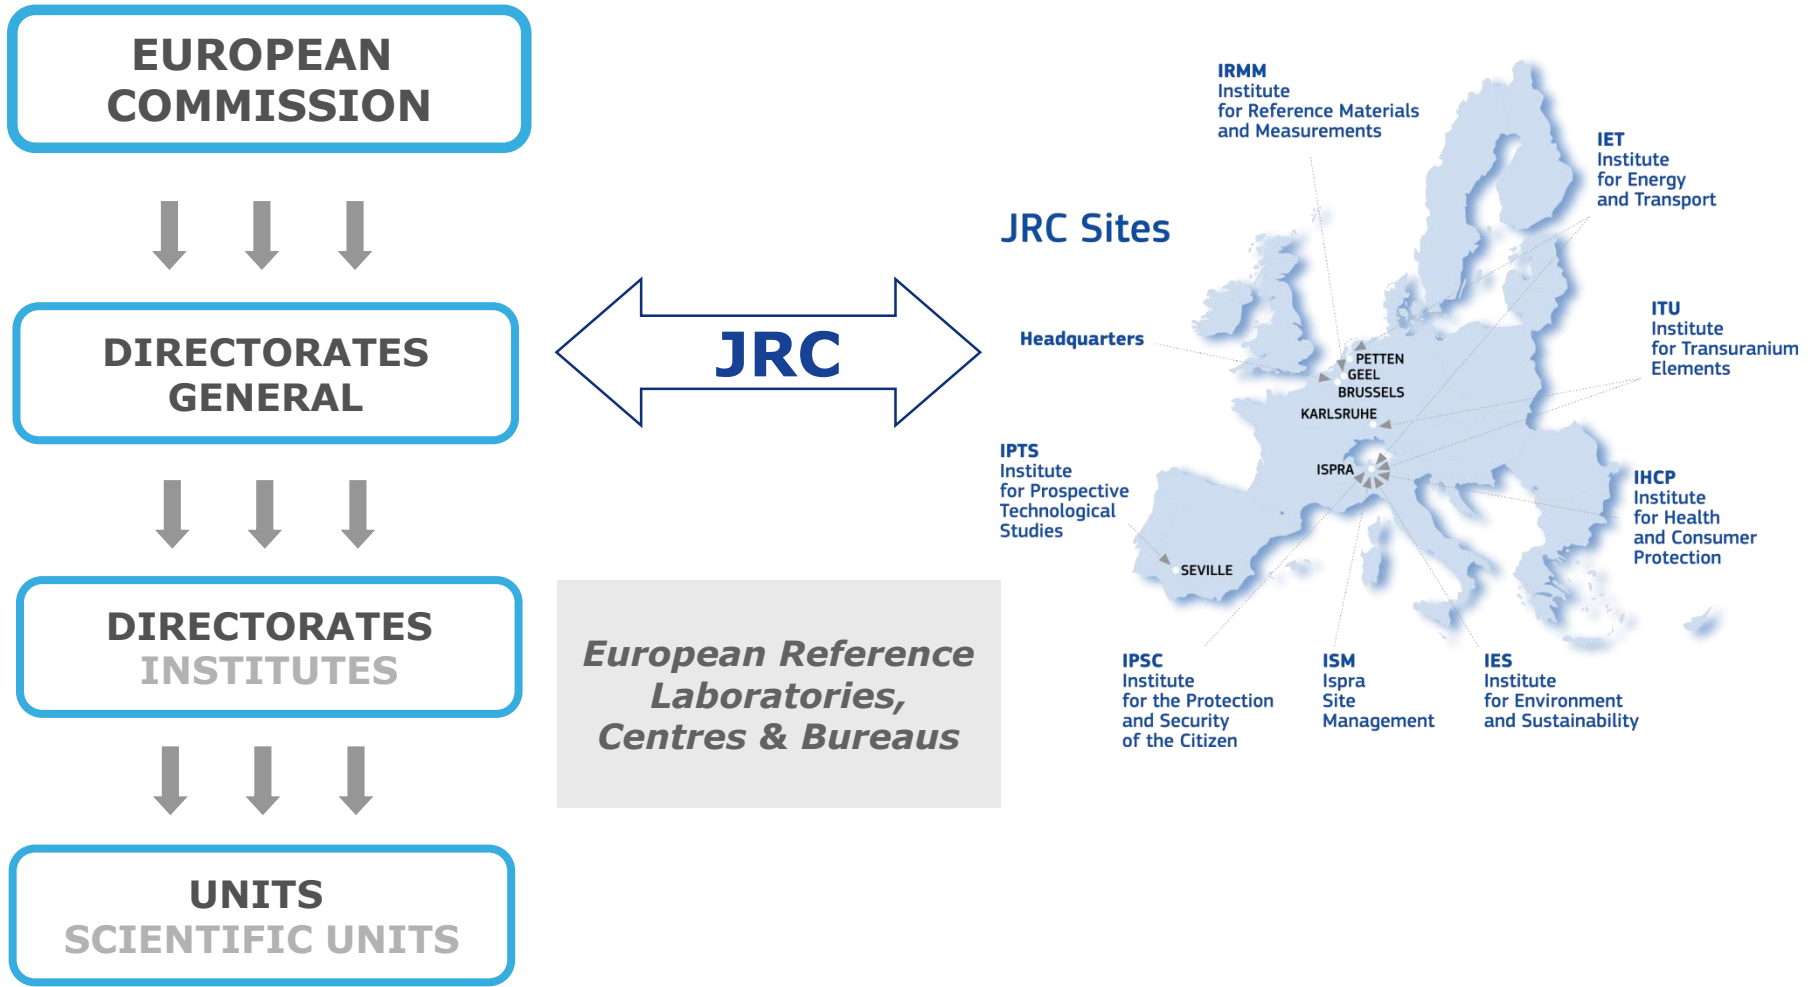 EUROPEAN
COMMISSION
DIRECTORATES
GENERAL
DIRECTORATES
INSTITUTES
UNITS
SCIENTIFIC UNITS
JRC
European Reference
Laboratories,
Centres & Bureaus
JRC Sites
IRMM
Institute
for Reference Materials
and Measurements
IET
Institute
for Energy
and Transport
ITU
Institute
for Transuranium
Elements
Headquarters
PETTEN
GEEL
BRUSSELS
KARLSRUHE
ISPRA
SEVILLE
IPTS
Institute
for Prospective
Technological
Studies
IHCP
Institute
for Health
and Consumer
Protection
IPSC
Institute
for the Protection
and Security
of the Citizen
ISM
Ispra
Site
Management
IES
Institute
for Environment
and Sustainability